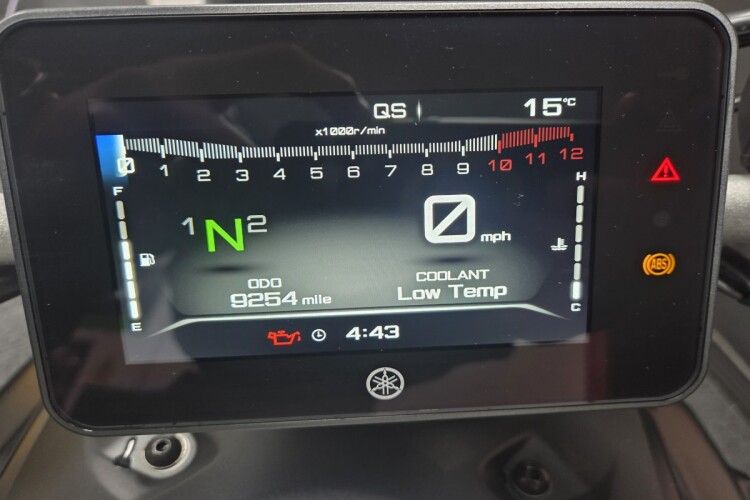 QS 15°C
x1000r/min
0 1 2 3 4 5 6 7 8 9 10 11 12
F H
1 N 2 0 mph
ODO COOLANT
9254 mile Low Temp
E C
4:43
ABS